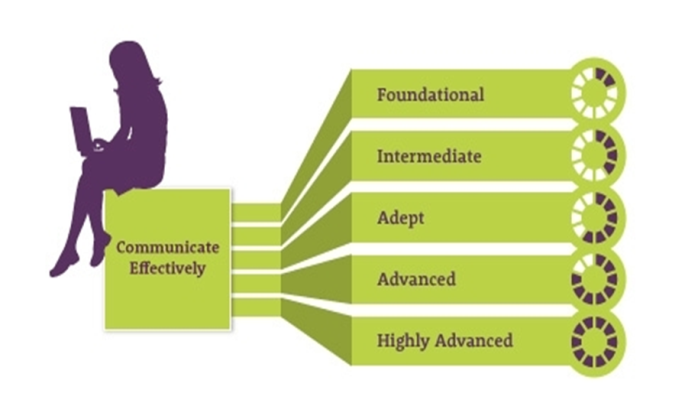 Communicate
Effectively
Foundational
Intermediate
Adept
Advanced
Highly Advanced